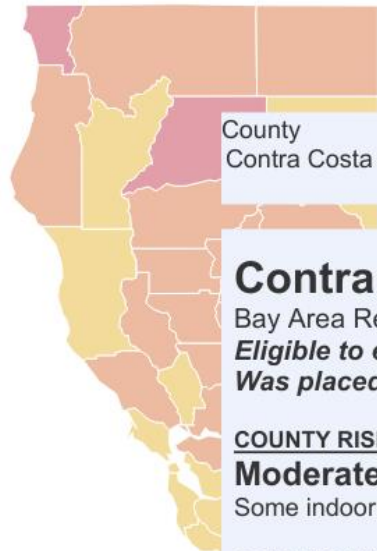 County
Contra Costa
Contra
Bay Area Re
Eligible to e
Was placed
COUNTY RIS
Moderate
Some indoor